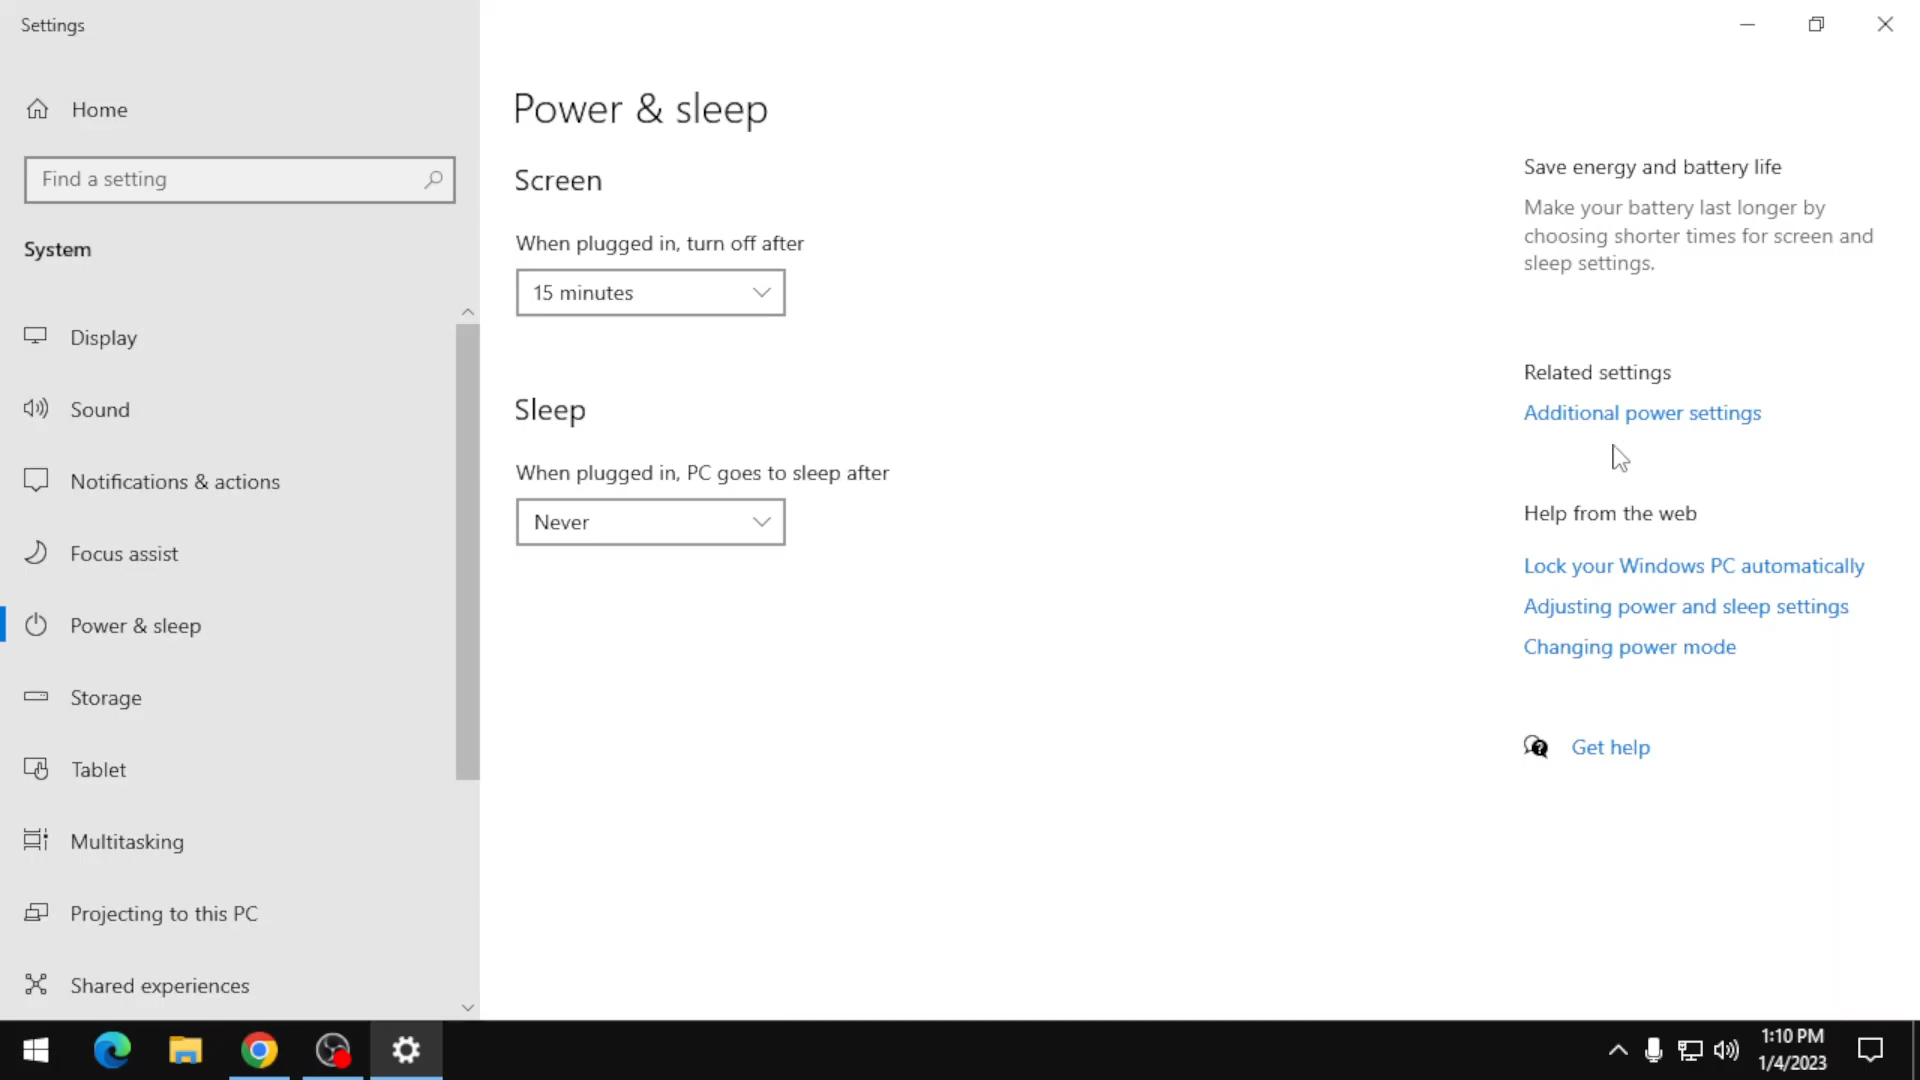 Settings
Home
Find a setting
System
Display
Sound
Notifications & actions
Focus assist
Power & sleep
Storage
Tablet
Multitasking
Projecting to this PC
Shared experiences
Power & sleep
Screen
When plugged in, turn off after
15 minutes
Sleep
When plugged in, PC goes to sleep after
Never
Save energy and battery life
Make your battery last longer by
choosing shorter times for screen and
sleep settings.
Related settings
Additional power settings
Help from the web
Lock your Windows PC automatically
Adjusting power and sleep settings
Changing power mode
Get help
1:10 PM
1/4/2023